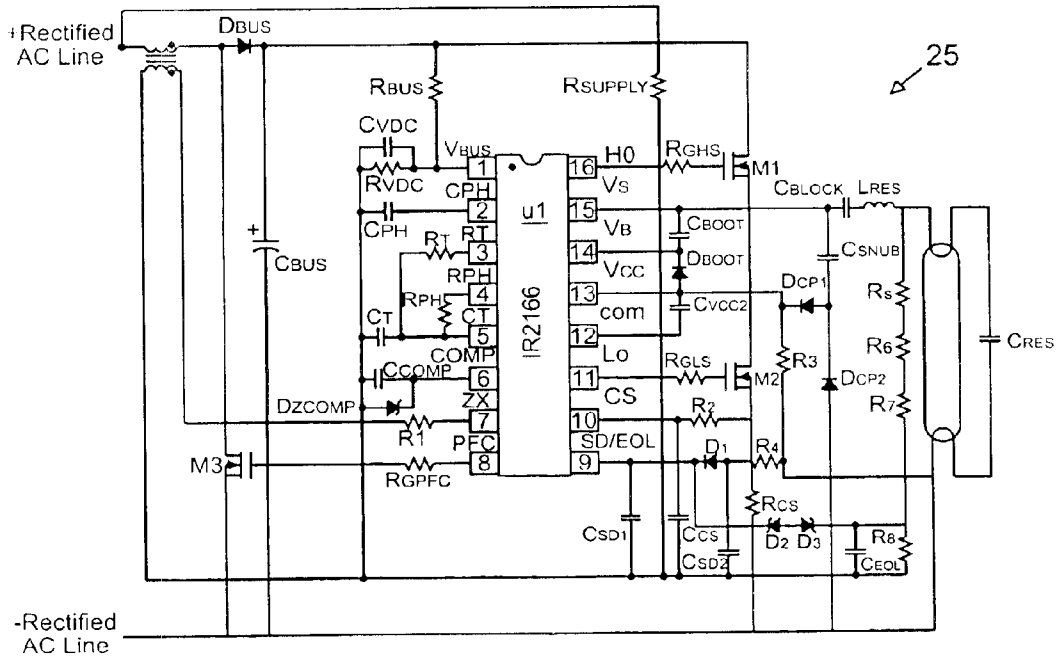 +Rectified
AC Line
DBUS
25
RBUS
RSUPPLY
CVDC
RVDC
VBUS
1
16
H0
RGHS
M1
VS
CPH
CPH
2
15
CBLOCK
LRES
VB
CBOOT
RT
RT
3
14
DBOOT
CSNUB
+
CBUS
VCC
RPH
RPH
4
13
DCP1
RS
com
CVCC2
CT
CT
5
12
R3
R6
CRES
u1
IR2166
COMP
CCOMP
6
11
Lo
RGLS
M2
DCP2
R7
DZCOMP
ZX
7
10
CS
R2
R1
PFC
8
9
SD/EOL
D1
R4
M3
RGPFC
RCS
CSD1
CCS
CSD2
D2
D3
CEOL
R8
-Rectified
AC Line